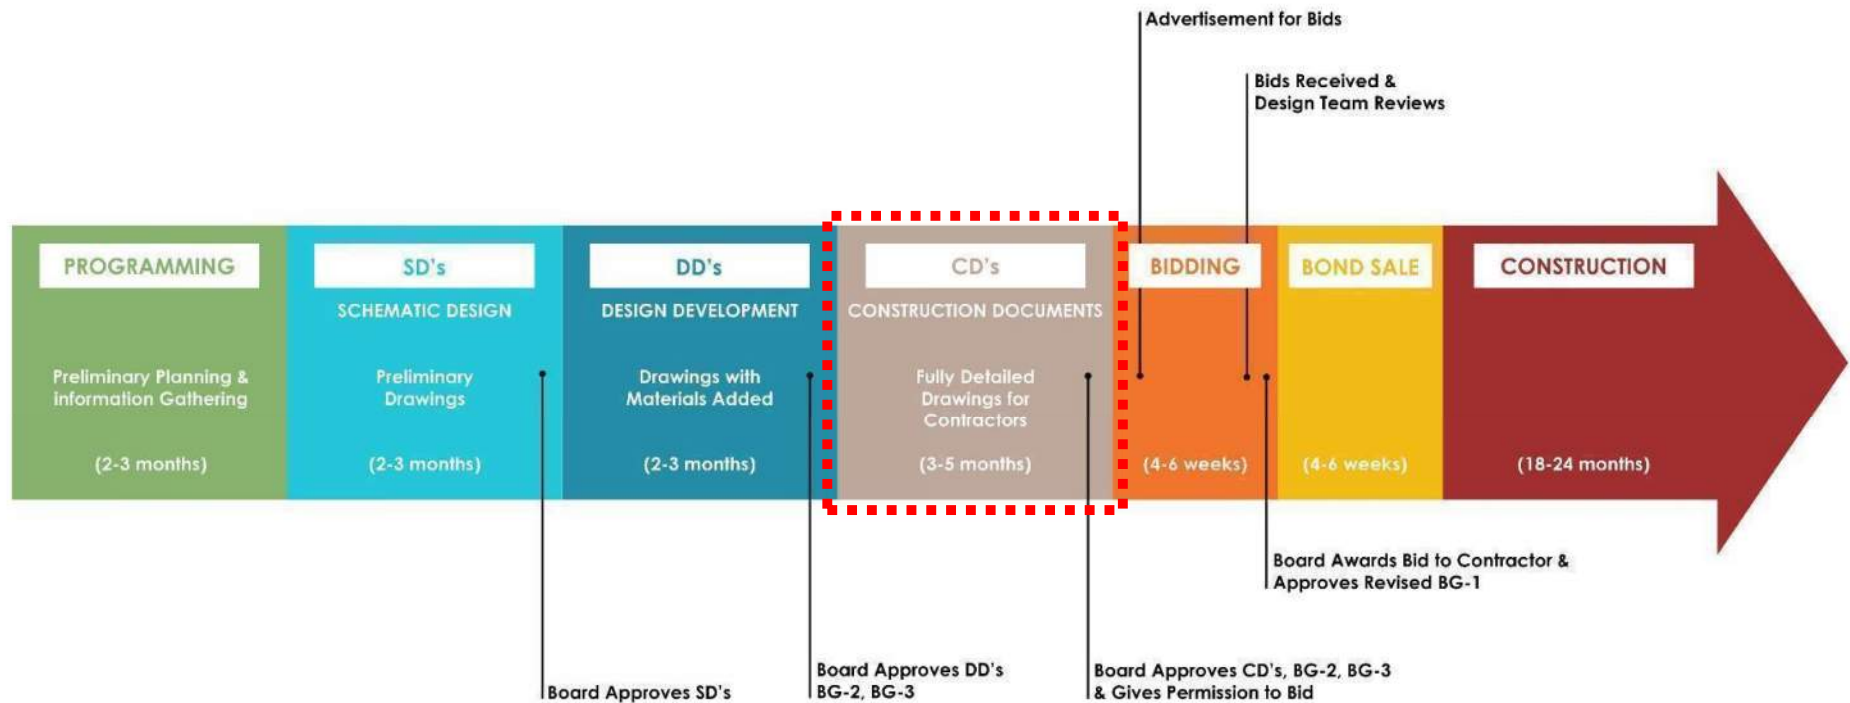 Advertisement for Bids
Bids Received &
Design Team Reviews
PROGRAMMING
Preliminary Planning &
information Gathering
(2-3 months)
SD's
SCHEMATIC DESIGN
Preliminary
Drawings
(2-3 months)
DD's
DESIGN DEVELOPMENT
Drawings with
Materials Added
(2-3 months)
CD's
CONSTRUCTION DOCUMENTS
Fully Detailed
Drawings for
Contractors
(3-5 months)
BIDDING
(4-6 weeks)
BOND SALE
(4-6 weeks)
CONSTRUCTION
(18-24 months)
Board Awards Bid to Contractor &
Approves Revised BG-1
Board Approves SD's
Board Approves DD's
BG-2, BG-3
Board Approves CD's, BG-2, BG-3
& Gives Permission to Bid